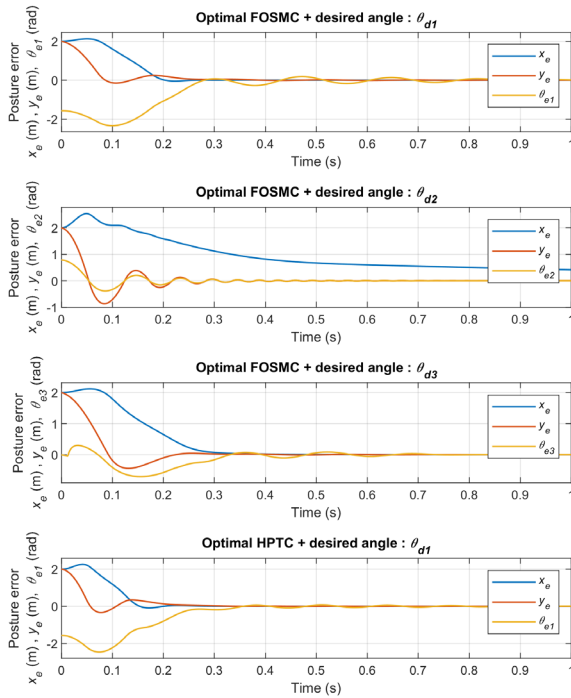 Optimal FOSMC + desired angle : θd1
Posture error
xe (m) , ye (m), θe1 (rad)
2
0
-2
xe
ye
θe1
0 0.1 0.2 0.3 0.4 0.5 0.6 0.7 0.8 0.9 1
Time (s)
Optimal FOSMC + desired angle : θd2
Posture error
xe (m) , ye (m), θe2 (rad)
2
1
0
-1
xe
ye
θe2
0 0.1 0.2 0.3 0.4 0.5 0.6 0.7 0.8 0.9 1
Time (s)
Optimal FOSMC + desired angle : θd3
Posture error
xe (m) , ye (m), θe3 (rad)
2
1
0
xe
ye
θe3
0 0.1 0.2 0.3 0.4 0.5 0.6 0.7 0.8 0.9 1
Time (s)
Optimal HPTC + desired angle : θd1
Posture error
xe (m) , ye (m), θe1 (rad)
2
0
-2
xe
ye
θe1
0 0.1 0.2 0.3 0.4 0.5 0.6 0.7 0.8 0.9 1
Time (s)